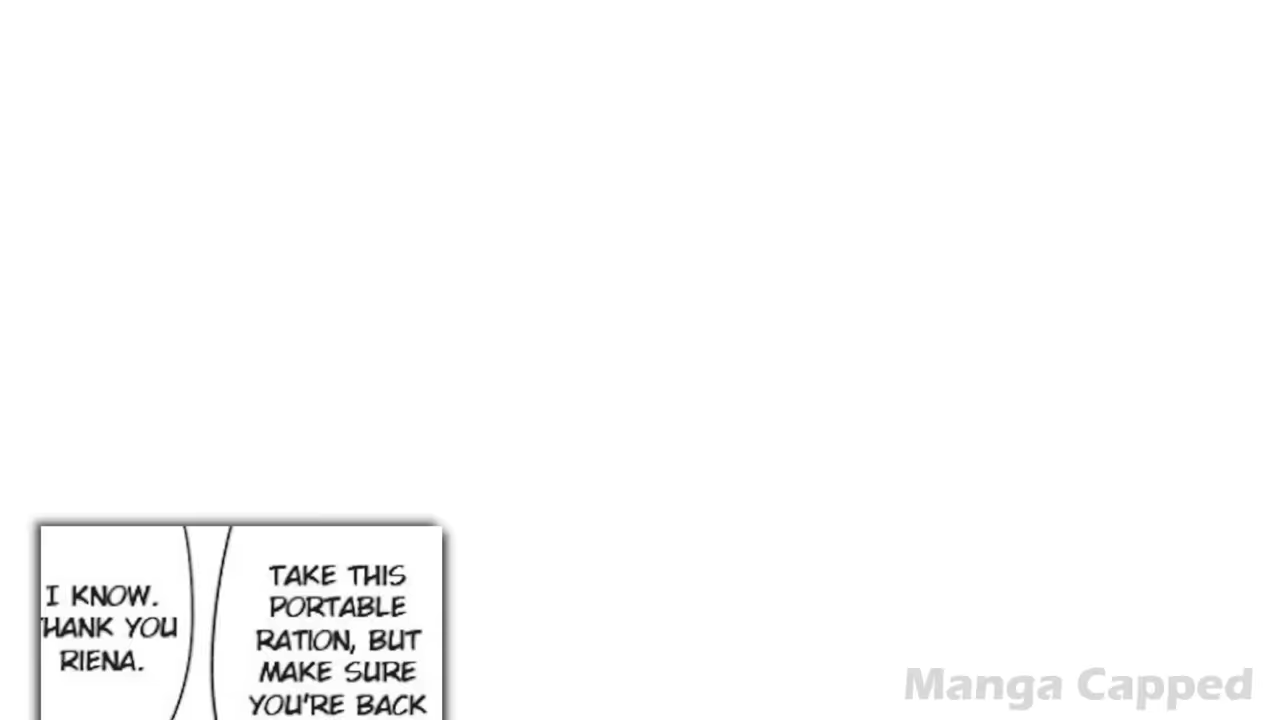 TAKE THIS
PORTABLE
RATION, BUT
MAKE SURE
YOU'RE BACK
I KNOW.
HANK YOU
RIENA.
Manga Capped